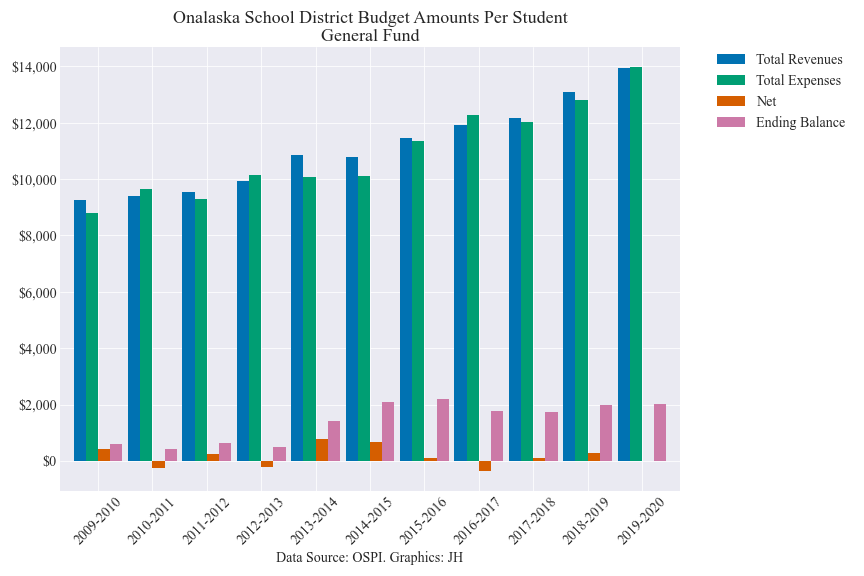 Onalaska School District Budget Amounts Per Student
General Fund
$14,000
$12,000
$10,000
$8,000
$6,000
$4,000
$2,000
$0
2009-2010
2010-2011
2011-2012
2012-2013
2013-2014
2014-2015
2015-2016
2016-2017
2017-2018
2018-2019
2019-2020
Data Source: OSPI. Graphics: JH
Total Revenues
Total Expenses
Net
Ending Balance